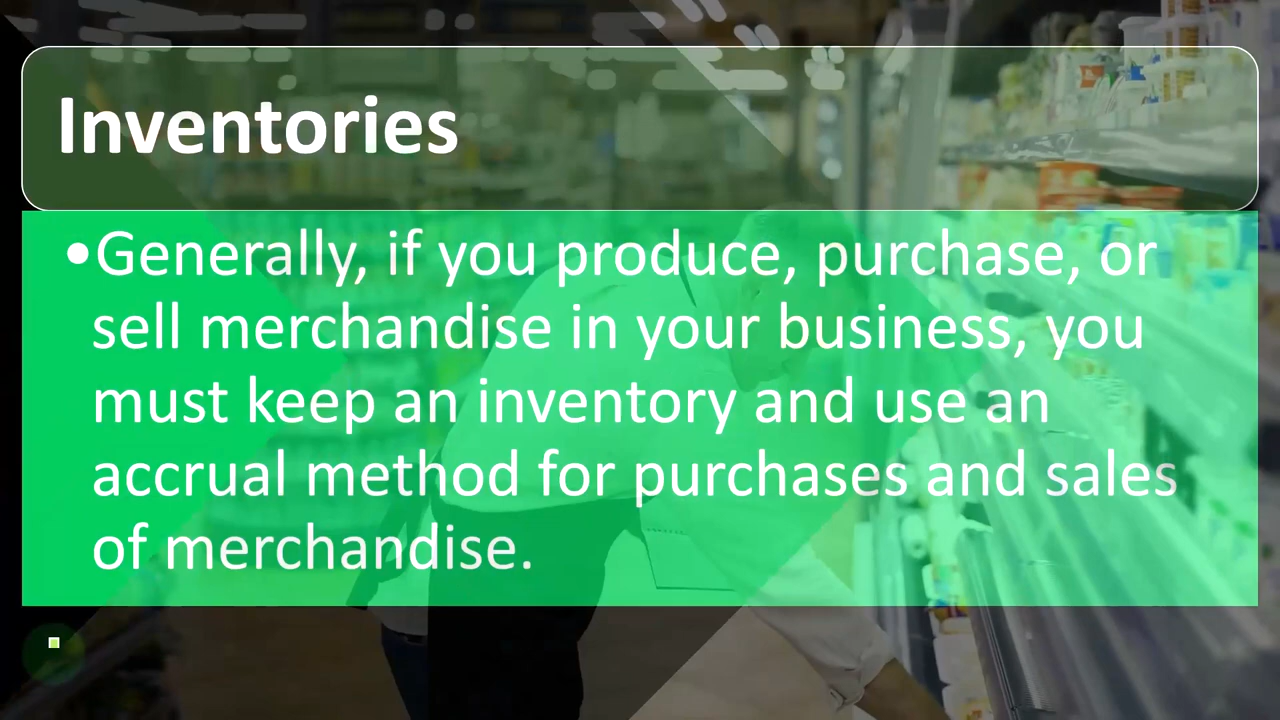 Inventories
•Generally, if you produce, purchase, or
sell merchandise in your business, you
must keep an inventory and use an
accrual method for purchases and sales
of merchandise.